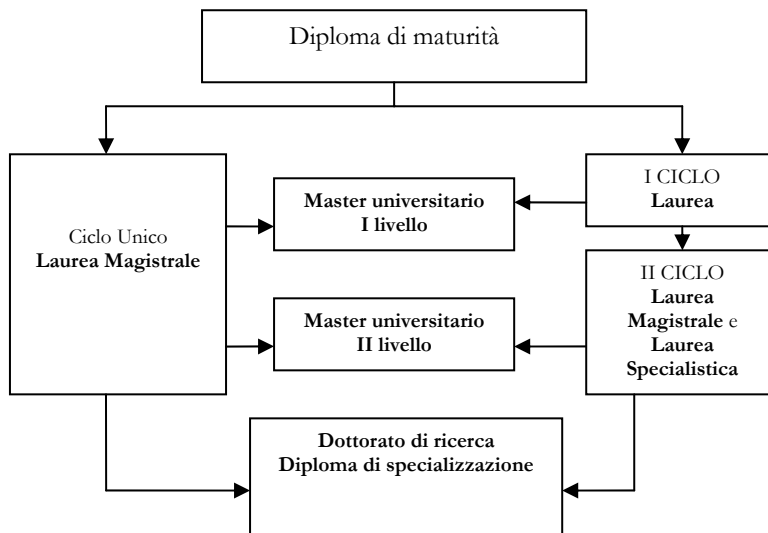 Diploma di maturità
I CICLO
Laurea
Master universitario
I livello
Ciclo Unico
Laurea Magistrale
II CICLO
Laurea
Magistrale e
Laurea
Specialistica
Master universitario
II livello
Dottorato di ricerca
Diploma di specializzazione